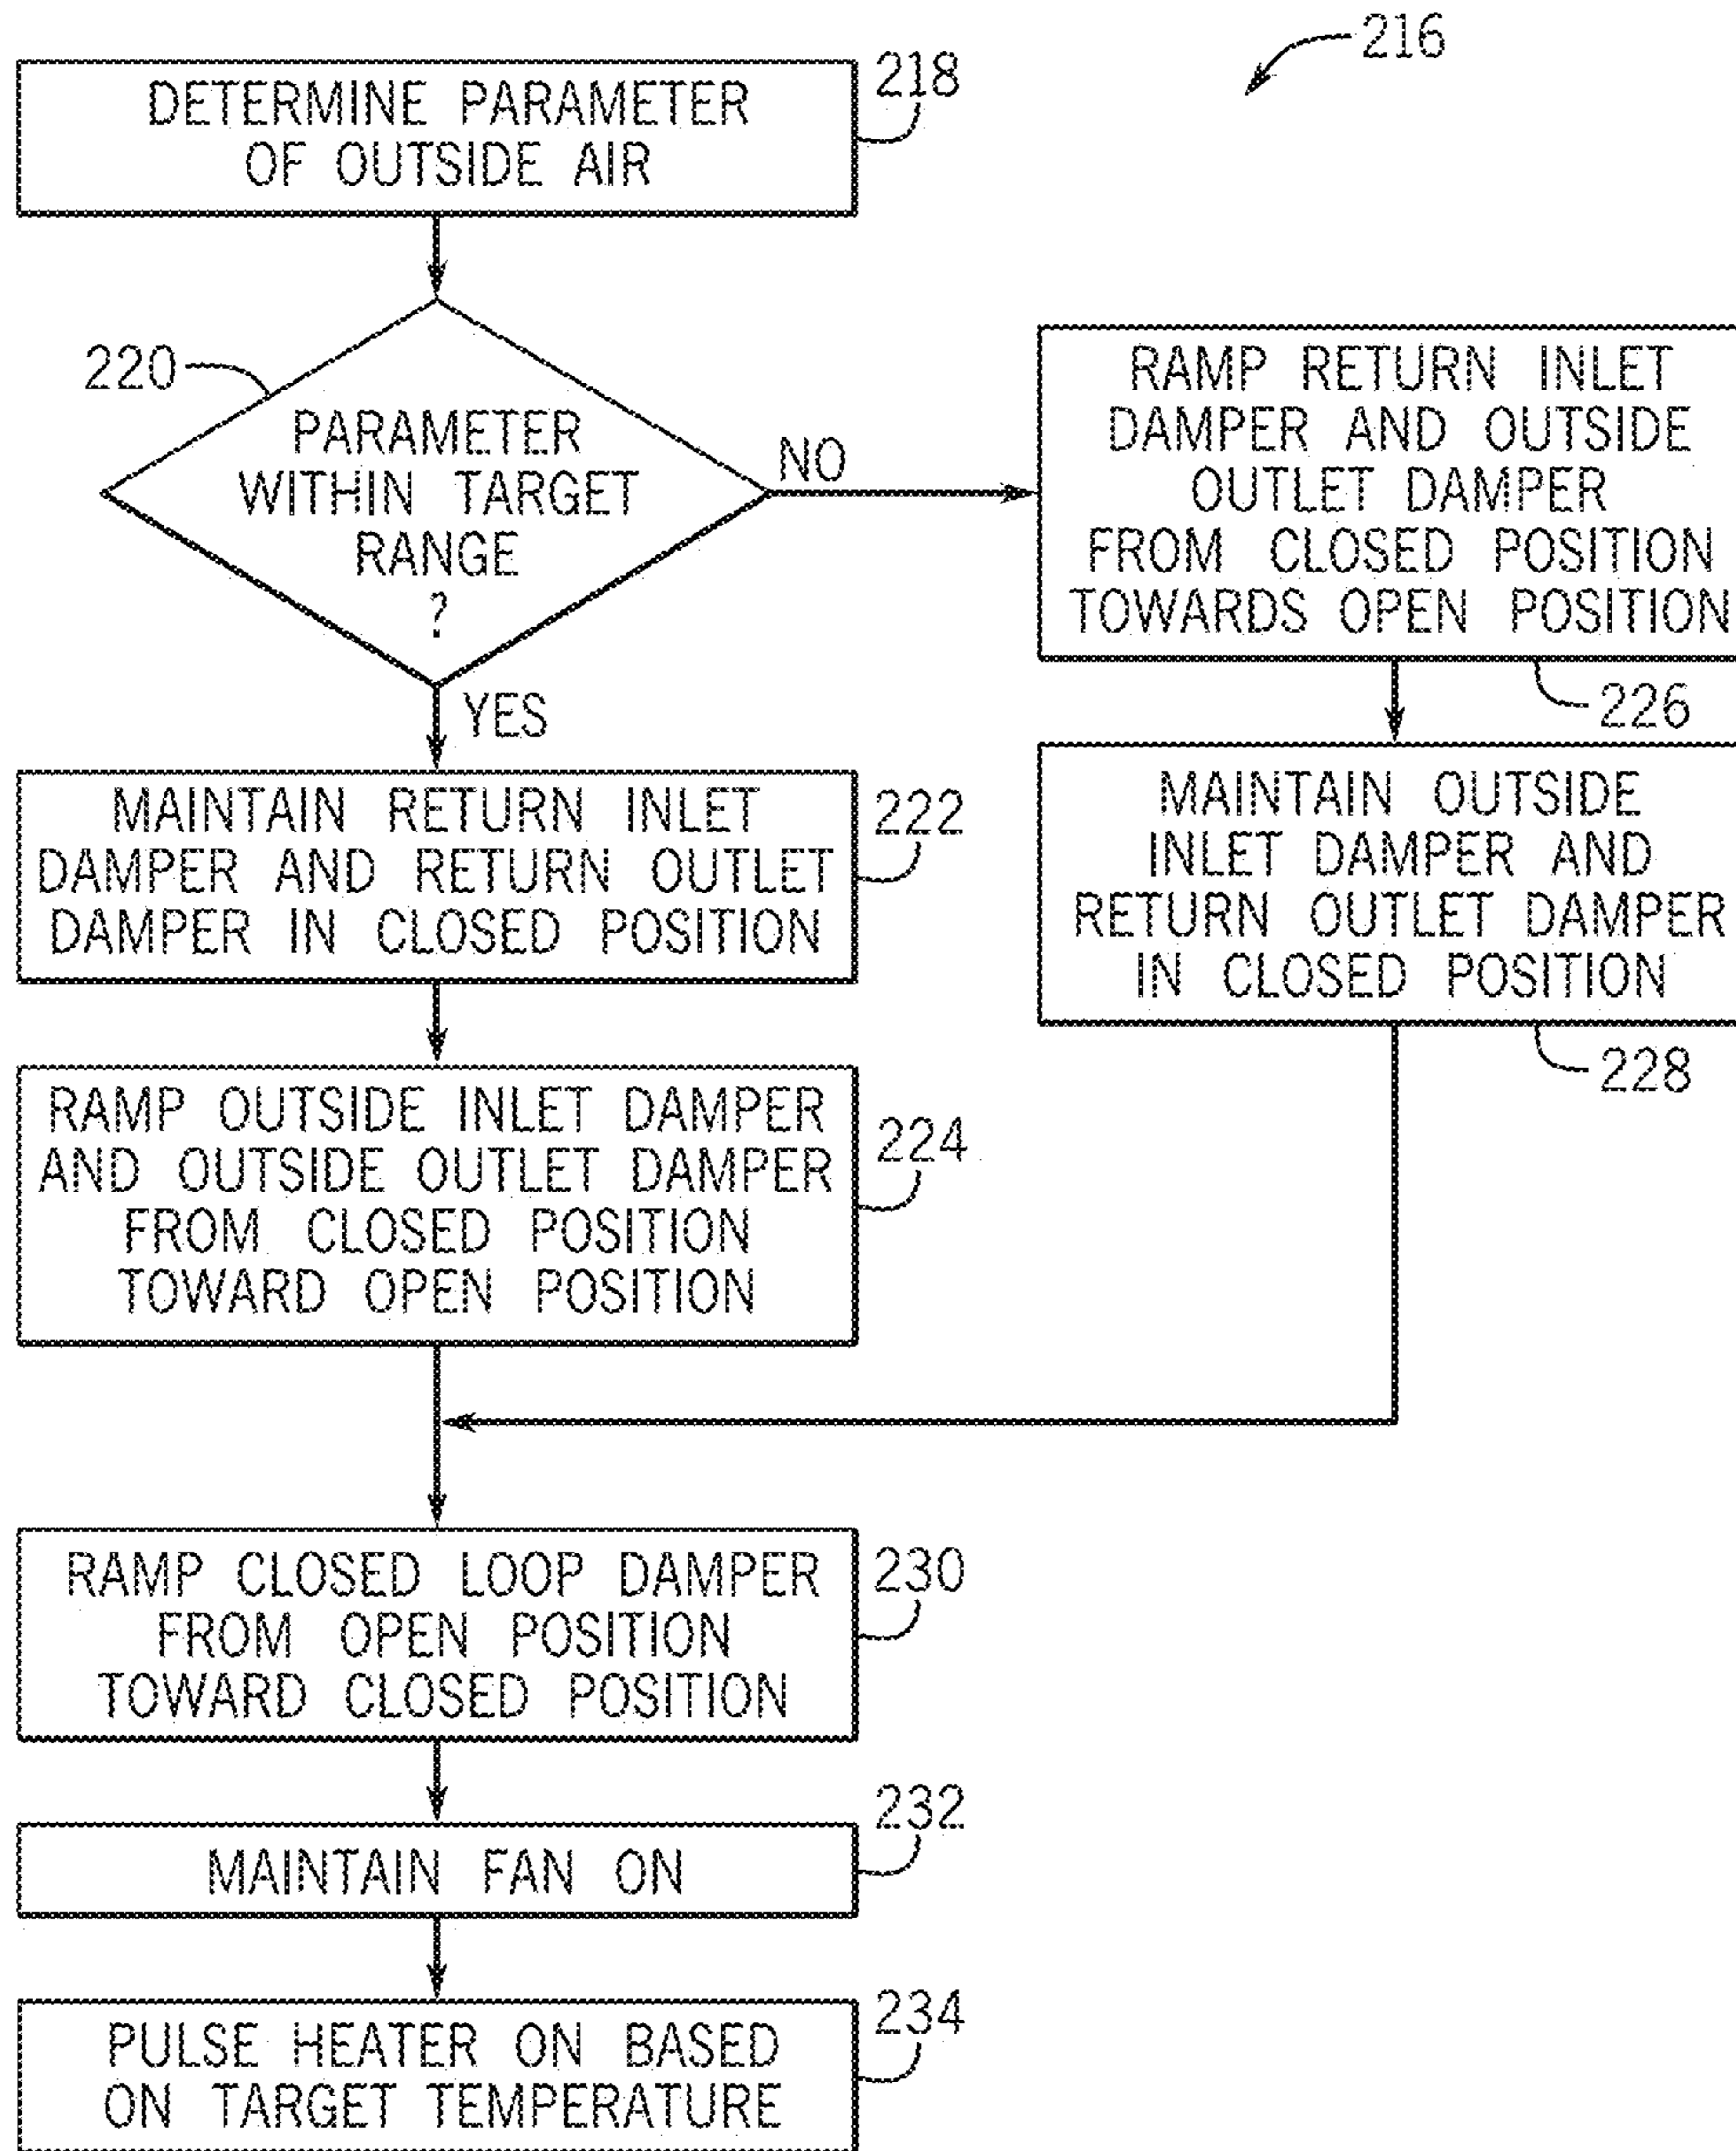 216
DETERMINE PARAMETER
OF OUTSIDE AIR
218
220
PARAMETER
WITHIN TARGET
RANGE
?
NO
YES
RAMP RETURN INLET
DAMPER AND OUTSIDE
OUTLET DAMPER
FROM CLOSED POSITION
TOWARDS OPEN POSITION
226
MAINTAIN OUTSIDE
INLET DAMPER AND
RETURN OUTLET DAMPER
IN CLOSED POSITION
228
MAINTAIN RETURN INLET
DAMPER AND RETURN OUTLET
DAMPER IN CLOSED POSITION
222
RAMP OUTSIDE INLET DAMPER
AND OUTSIDE OUTLET DAMPER
FROM CLOSED POSITION
TOWARD OPEN POSITION
224
RAMP CLOSED LOOP DAMPER
FROM OPEN POSITION
TOWARD CLOSED POSITION
230
MAINTAIN FAN ON
232
PULSE HEATER ON BASED
ON TARGET TEMPERATURE
234